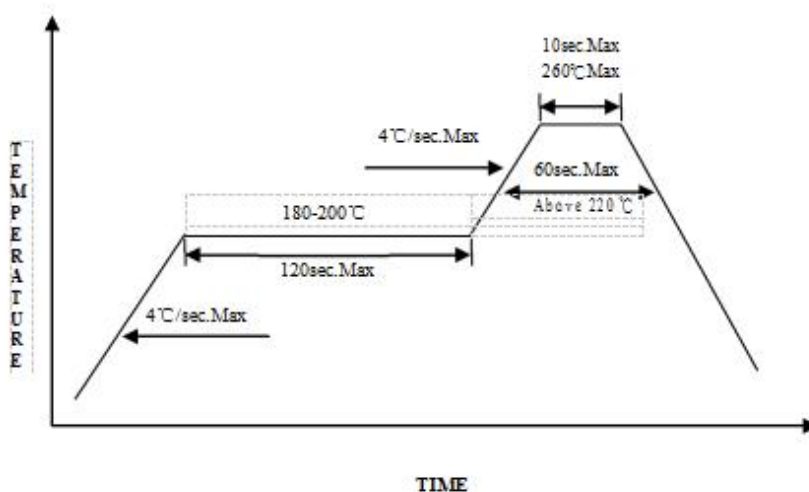 10sec.Max
260℃Max
4℃/sec.Max
60sec.Max
180-200℃
Above 220℃
120sec.Max
4℃/sec.Max
TEMPERATURE
TIME